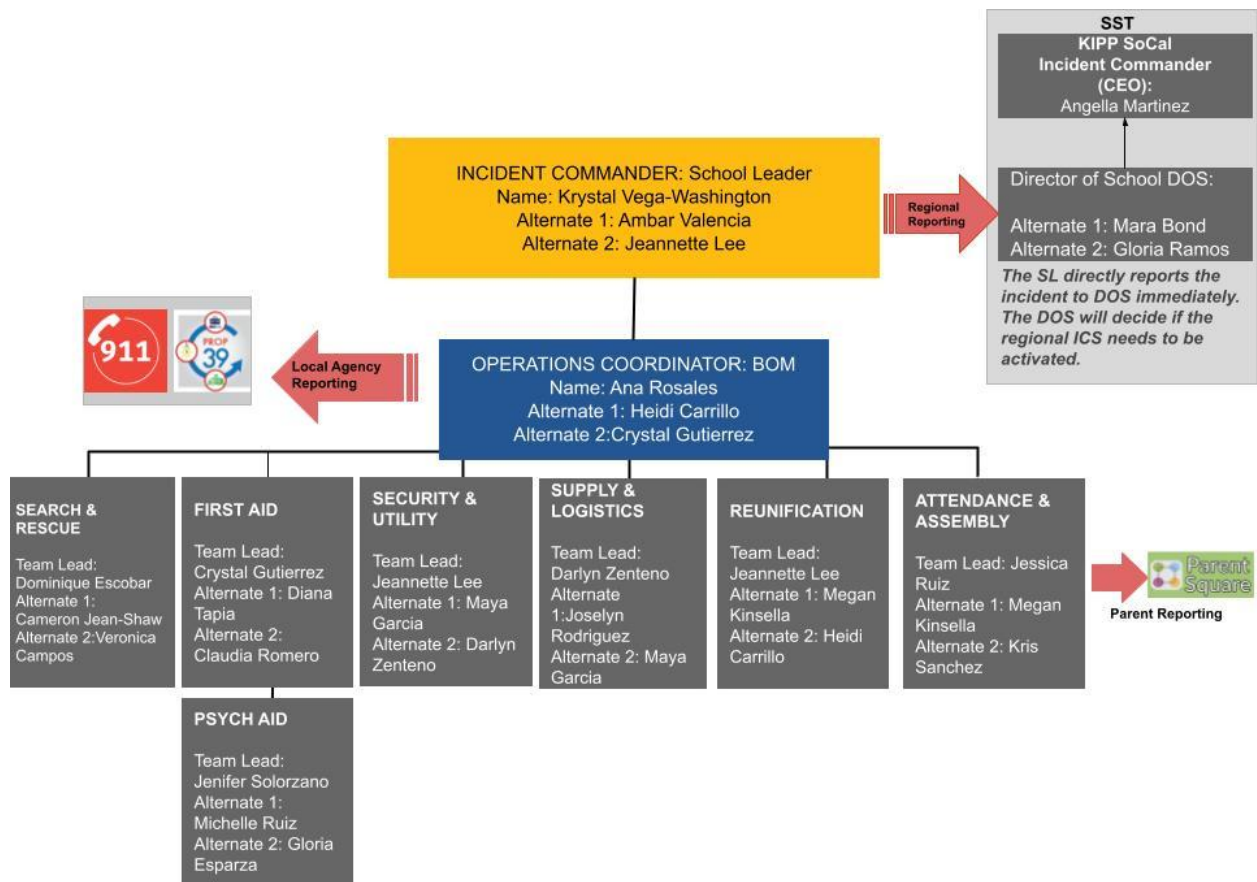 SST
KIPP SoCal
Incident Commander
(CEO):
Angella Martinez
INCIDENT COMMANDER: School Leader
Name: Krystal Vega-Washington
Alternate 1: Ambar Valencia
Alternate 2: Jeannette Lee
Regional
Reporting
Director of School DOS:
Alternate 1: Mara Bond
Alternate 2: Gloria Ramos
The SL directly reports the
incident to DOS immediately.
The DOS will decide if the
regional ICS needs to be
activated.
911
PROP
39
Local Agency
Reporting
OPERATIONS COORDINATOR: BOM
Name: Ana Rosales
Alternate 1: Heidi Carrillo
Alternate 2:Crystal Gutierrez
SEARCH &
RESCUE
Team Lead:
Dominique Escobar
Alternate 1:
Cameron Jean-Shaw
Alternate 2:Veronica
Campos
FIRST AID
Team Lead:
Crystal Gutierrez
Alternate 1: Diana
Tapia
Alternate 2:
Claudia Romero
SECURITY &
UTILITY
Team Lead:
Jeannette Lee
Alternate 1: Maya
Garcia
Alternate 2: Darlyn
Zenteno
SUPPLY &
LOGISTICS
Team Lead:
Darlyn Zenteno
Alternate
1:Joselyn
Rodriguez
Alternate 2: Maya
Garcia
REUNIFICATION
Team Lead:
Jeannette Lee
Alternate 1: Megan
Kinsella
Alternate 2: Heidi
Carrillo
ATTENDANCE &
ASSEMBLY
Team Lead: Jessica
Ruiz
Alternate 1: Megan
Kinsella
Alternate 2: Kris
Sanchez
Parent
Square
Parent Reporting
PSYCH AID
Team Lead:
Jenifer Solorzano
Alternate 1:
Michelle Ruiz
Alternate 2: Gloria
Esparza